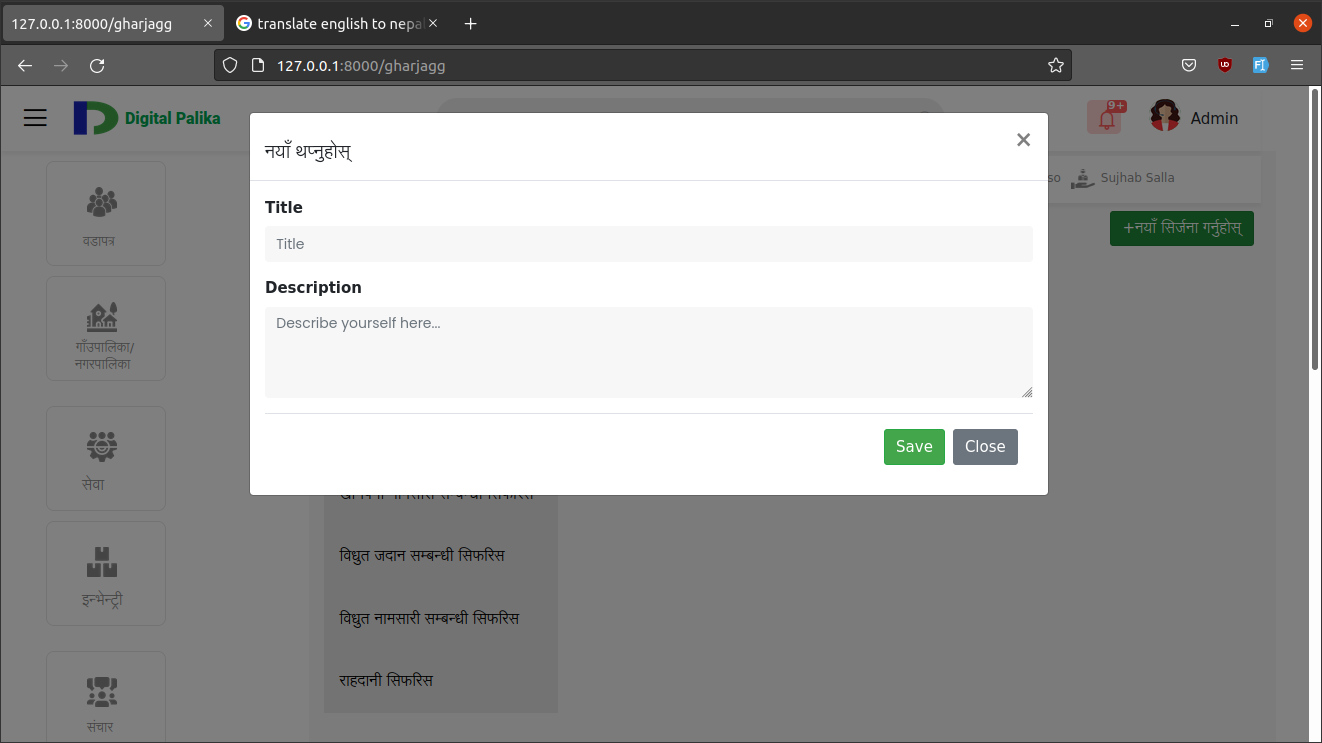 127.0.0.1:8000/gharjagg
translate english to nepa
127.0.0.1:8000/gharjagg
Digital Palika
9+
Admin
नयाँ थप्नुहोस्
so
Sujhab Salla
+नयाँ सिर्जना गर्नुहोस्
वडापत्र
गाँउपालिका/
नगरपालिका
सेवा
इन्भेन्ट्री
संचार
Title
Title
Description
Describe yourself here...
Save
Close
विधुत जदान सम्बन्धी सिफरिस
विधुत नामसारी सम्बन्धी सिफरिस
राहदानी सिफरिस